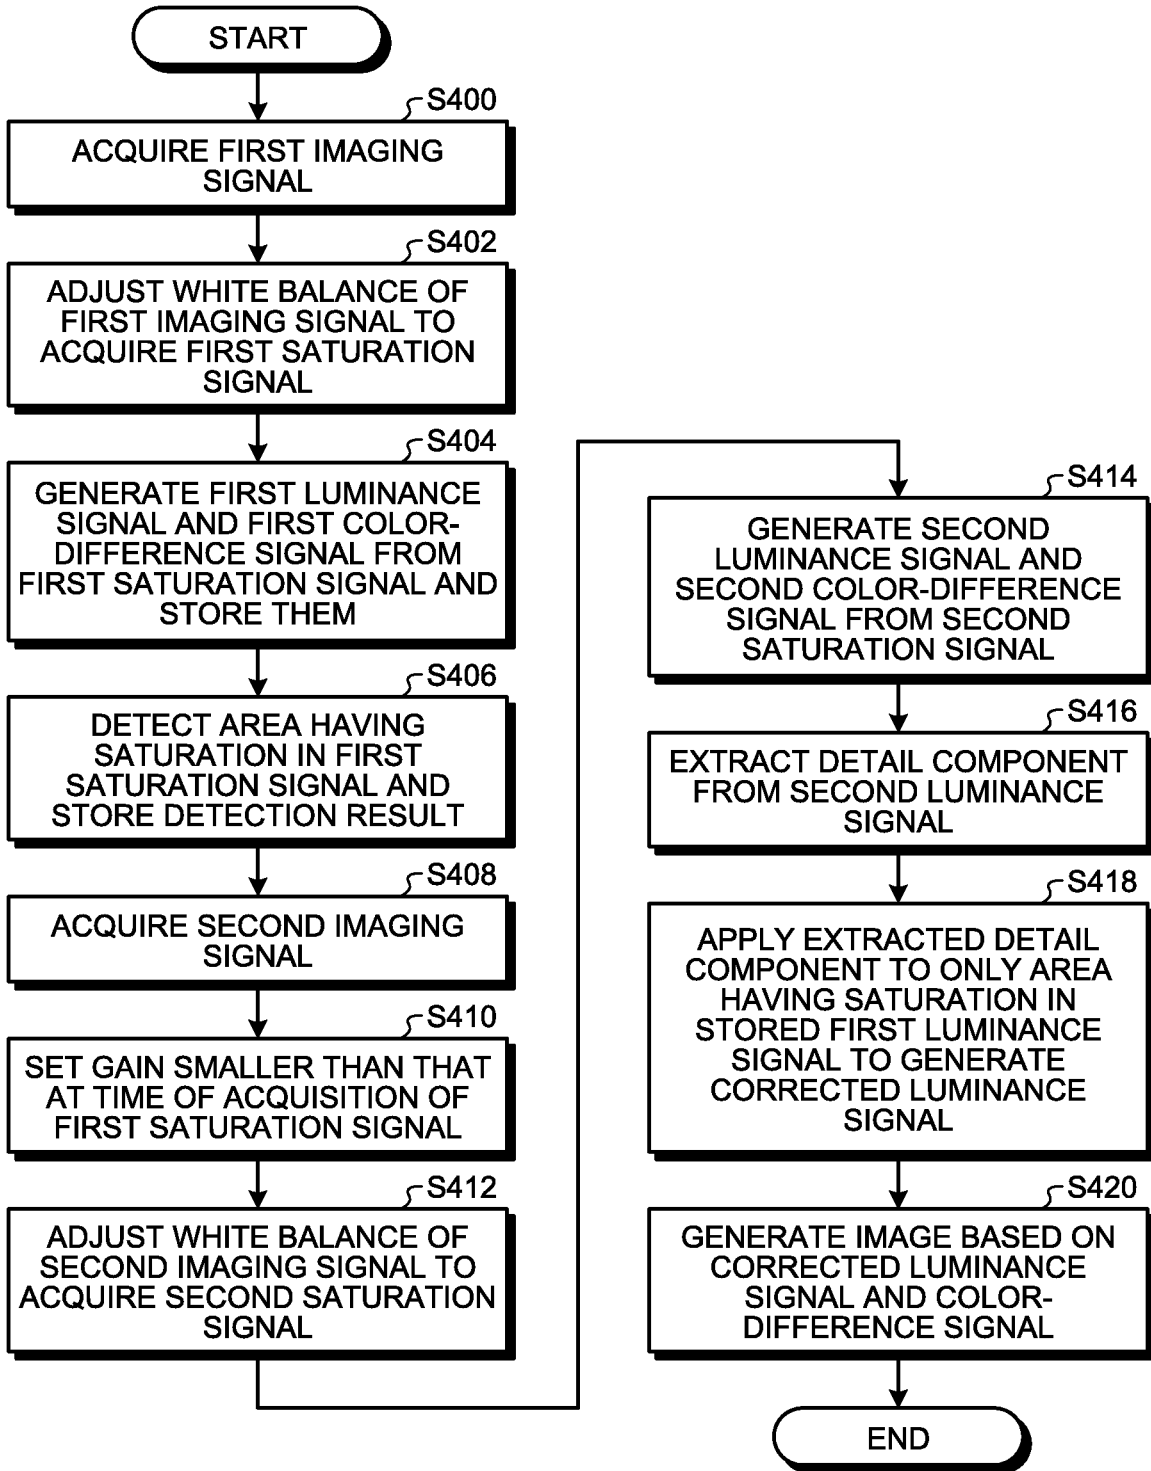 START
S400
ACQUIRE FIRST IMAGING
SIGNAL
S402
ADJUST WHITE BALANCE OF
FIRST IMAGING SIGNAL TO
ACQUIRE FIRST SATURATION
SIGNAL
S404
GENERATE FIRST LUMINANCE
SIGNAL AND FIRST COLOR-
DIFFERENCE SIGNAL FROM
FIRST SATURATION SIGNAL AND
STORE THEM
S406
DETECT AREA HAVING
SATURATION IN FIRST
SATURATION SIGNAL AND
STORE DETECTION RESULT
S408
ACQUIRE SECOND IMAGING
SIGNAL
S410
SET GAIN SMALLER THAN THAT
AT TIME OF ACQUISITION OF
FIRST SATURATION SIGNAL
S412
ADJUST WHITE BALANCE OF
SECOND IMAGING SIGNAL TO
ACQUIRE SECOND SATURATION
SIGNAL
S414
GENERATE SECOND
LUMINANCE SIGNAL AND
SECOND COLOR-DIFFERENCE
SIGNAL FROM SECOND
SATURATION SIGNAL
S416
EXTRACT DETAIL COMPONENT
FROM SECOND LUMINANCE
SIGNAL
S418
APPLY EXTRACTED DETAIL
COMPONENT TO ONLY AREA
HAVING SATURATION IN
STORED FIRST LUMINANCE
SIGNAL TO GENERATE
CORRECTED LUMINANCE
SIGNAL
S420
GENERATE IMAGE BASED ON
CORRECTED LUMINANCE
SIGNAL AND COLOR-
DIFFERENCE SIGNAL
END